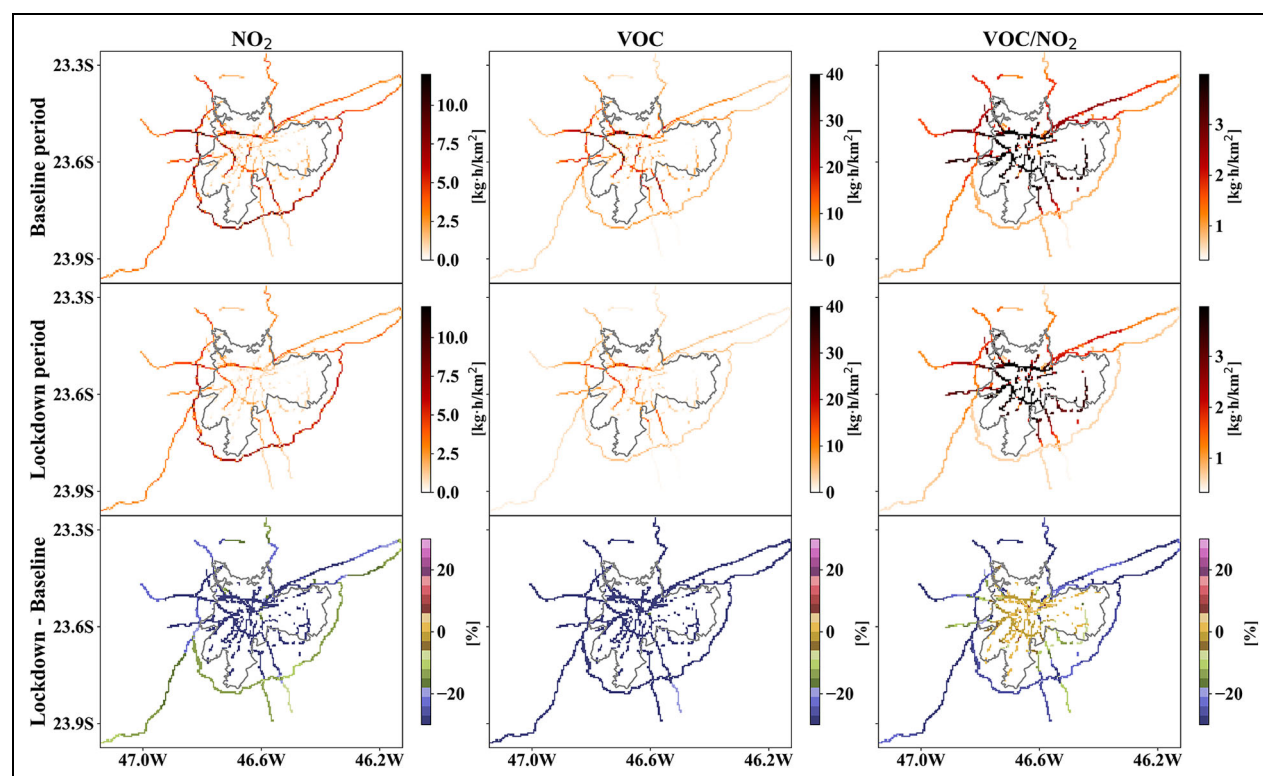 NO₂ VOC VOC/NO₂
Baseline period
23.3S
23.6S
23.9S
10.0
7.5
5.0
2.5
0.0
[kg·h/km²]
40
30
20
10
0
[kg·h/km²]
3
2
1
[kg·h/km²]
Lockdown period
23.3S
23.6S
23.9S
10.0
7.5
5.0
2.5
0.0
[kg·h/km²]
40
30
20
10
0
[kg·h/km²]
3
2
1
[kg·h/km²]
Lockdown - Baseline
23.3S
23.6S
23.9S
20
0
−20
[%]
20
0
−20
[%]
20
0
−20
[%]
47.0W 46.6W 46.2W 47.0W 46.6W 46.2W 47.0W 46.6W 46.2W